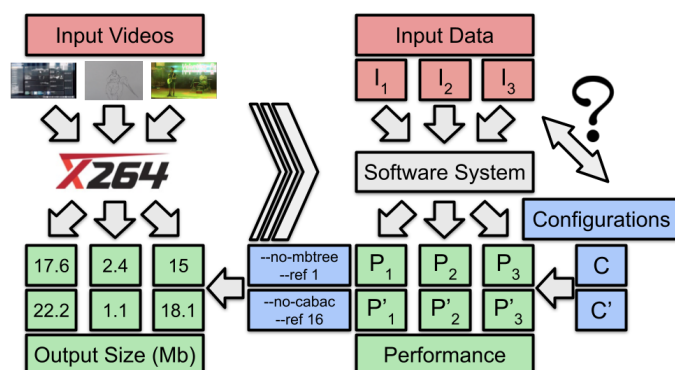 Input Videos
X264
17.6 2.4 15
22.2 1.1 18.1
Output Size (Mb)
--no-mbtree
--ref 1
--no-cabac
--ref 16
Input Data
I1 I2 I3
?
Software System
Configurations
P1 P2 P3
P'1 P'2 P'3
C
C'
Performance